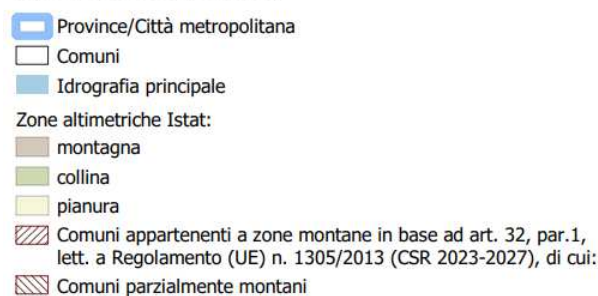 Province/Città metropolitana
Comuni
Idrografia principale
Zone altimetriche Istat:
montagna
collina
pianura
Comuni appartenenti a zone montane in base ad art. 32, par.1,
lett. a Regolamento (UE) n. 1305/2013 (CSR 2023-2027), di cui:
Comuni parzialmente montani